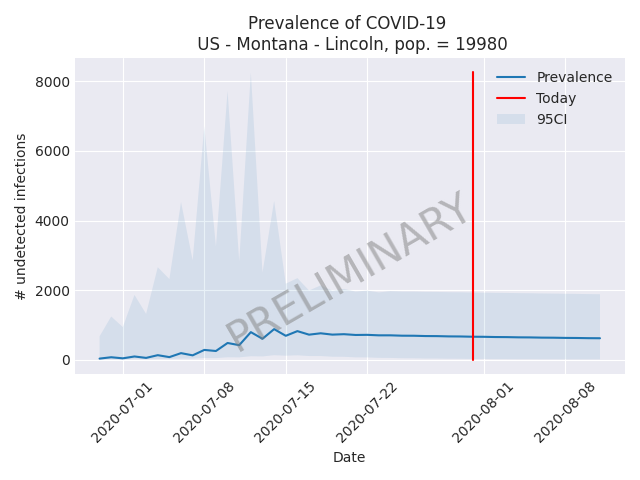 Prevalence of COVID-19
US - Montana - Lincoln, pop. = 19980
8000
6000
4000
2000
0
# undetected infections
Prevalence
Today
95CI
PRELIMINARY
2020-07-01
2020-07-08
2020-07-15
2020-07-22
2020-08-01
2020-08-08
Date